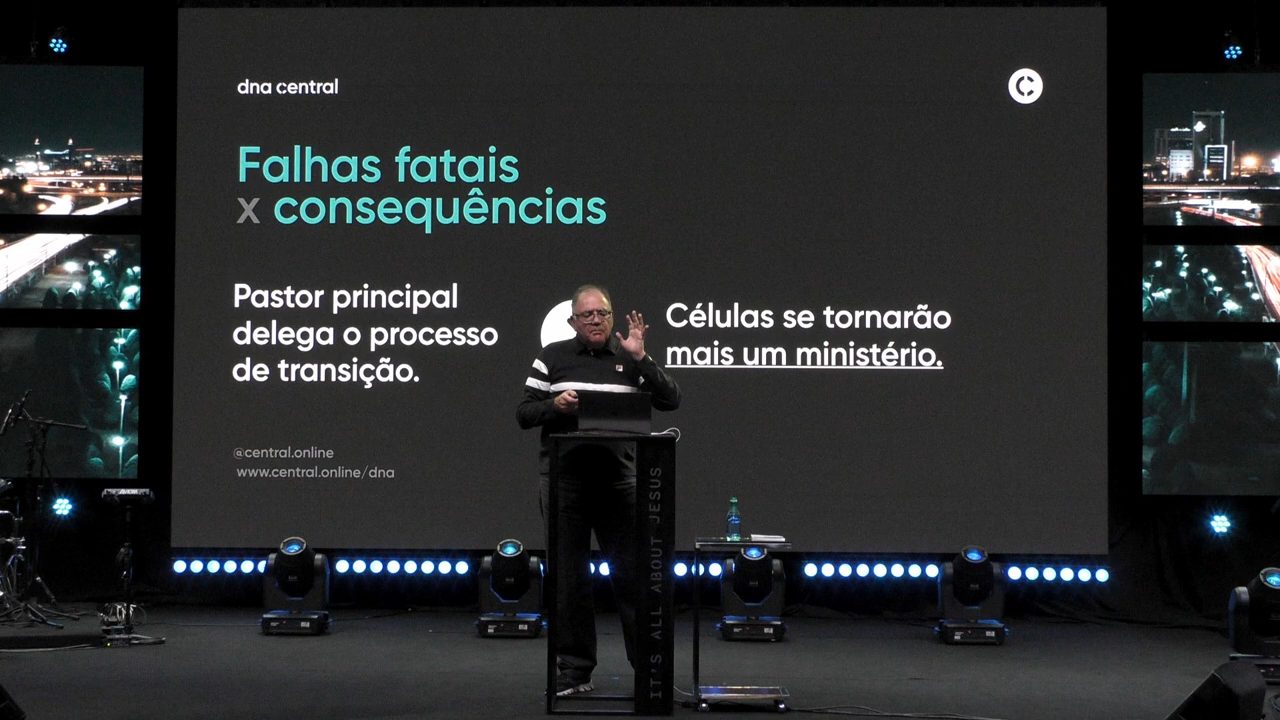 dna central
Falhas fatais
x consequências
Pastor principal
delega o processo
de transição.
Células se tornarão
mais um ministério.
@central.online
www.central.online/dna
IT'S ALL ABOUT JESUS